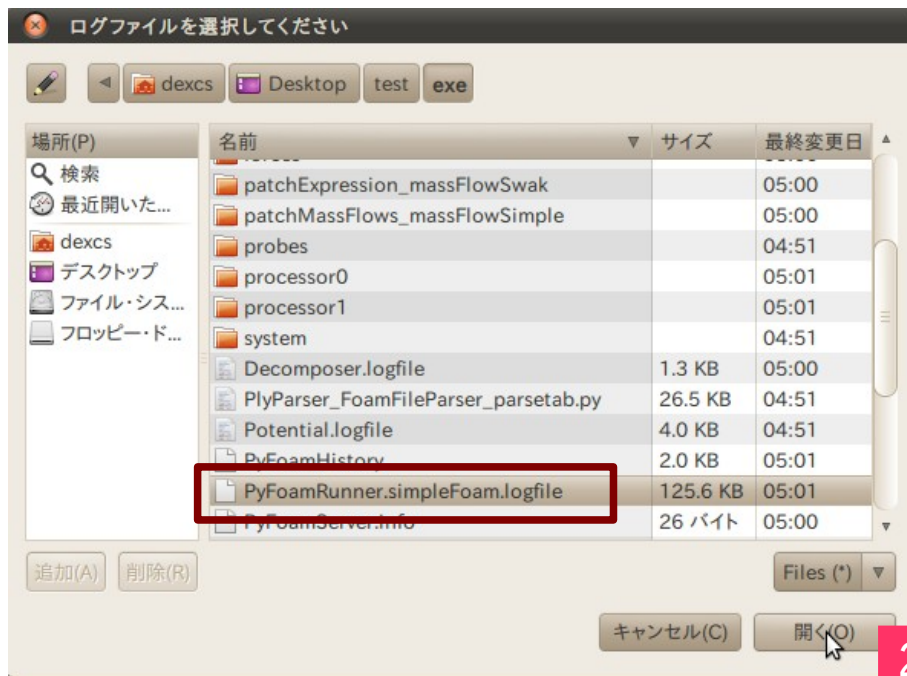 ログファイルを選択してください
dexcs Desktop test exe
場所(P) 名前 サイズ 最終変更日
検索
最近開いた...
dexcs
デスクトップ
ファイル・シス...
フロッピー・ド...
patchExpression_massFlowSwak 05:00
patchMassFlows_massFlowSimple 05:00
probes 04:51
processor0 05:01
processor1 05:01
system 04:51
Decomposer.logfile 1.3 KB 05:00
PlyParser_FoamFileParser_parsetab.py 26.5 KB 04:51
Potential.logfile 4.0 KB 04:51
PyFoamHistory 2.0 KB 05:01
PyFoamRunner.simpleFoam.logfile 125.6 KB 05:01
PyFoamServer.info 26 バイト 05:00
追加(A) 削除(R) Files (*)
キャンセル(C) 開く(O)